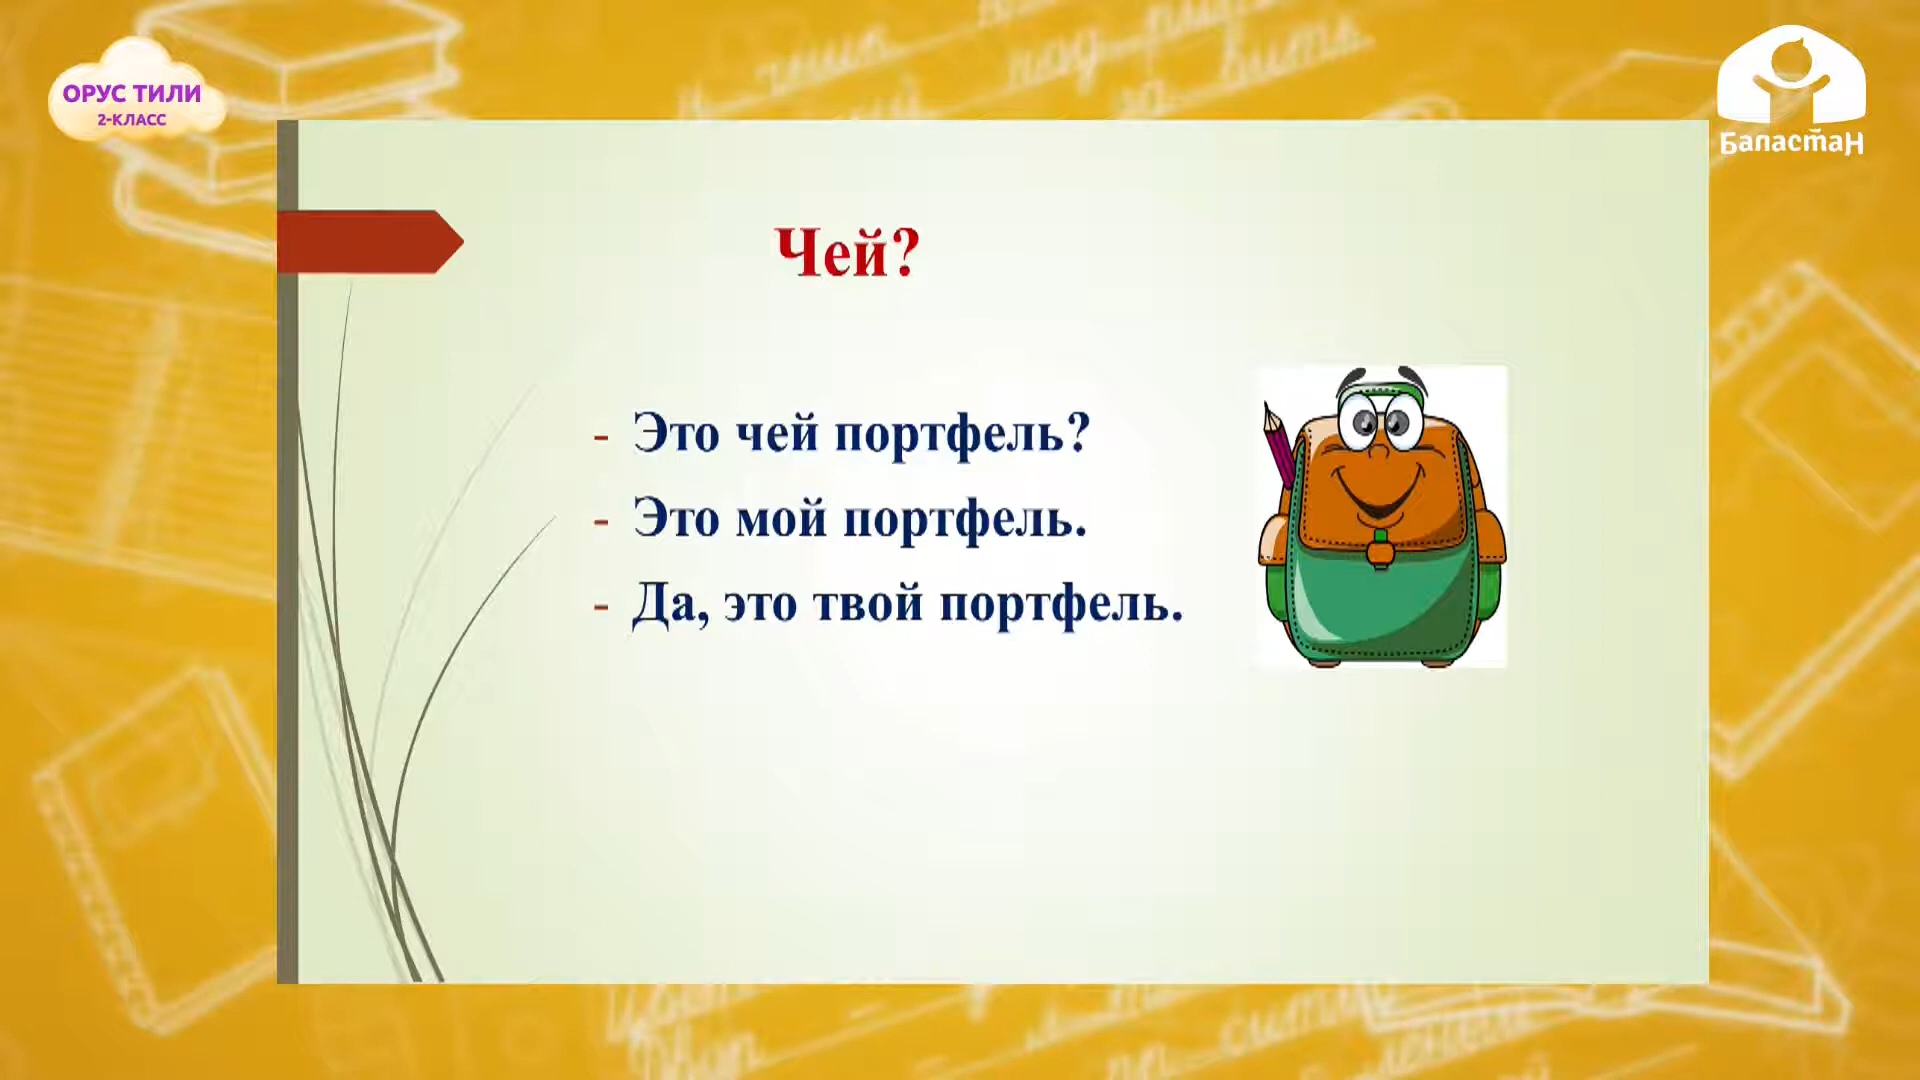 ОРУС ТИЛИ
2-КЛАСС
Баластан
Чей?
- Это чей портфель?
- Это мой портфель.
- Да, это твой портфель.